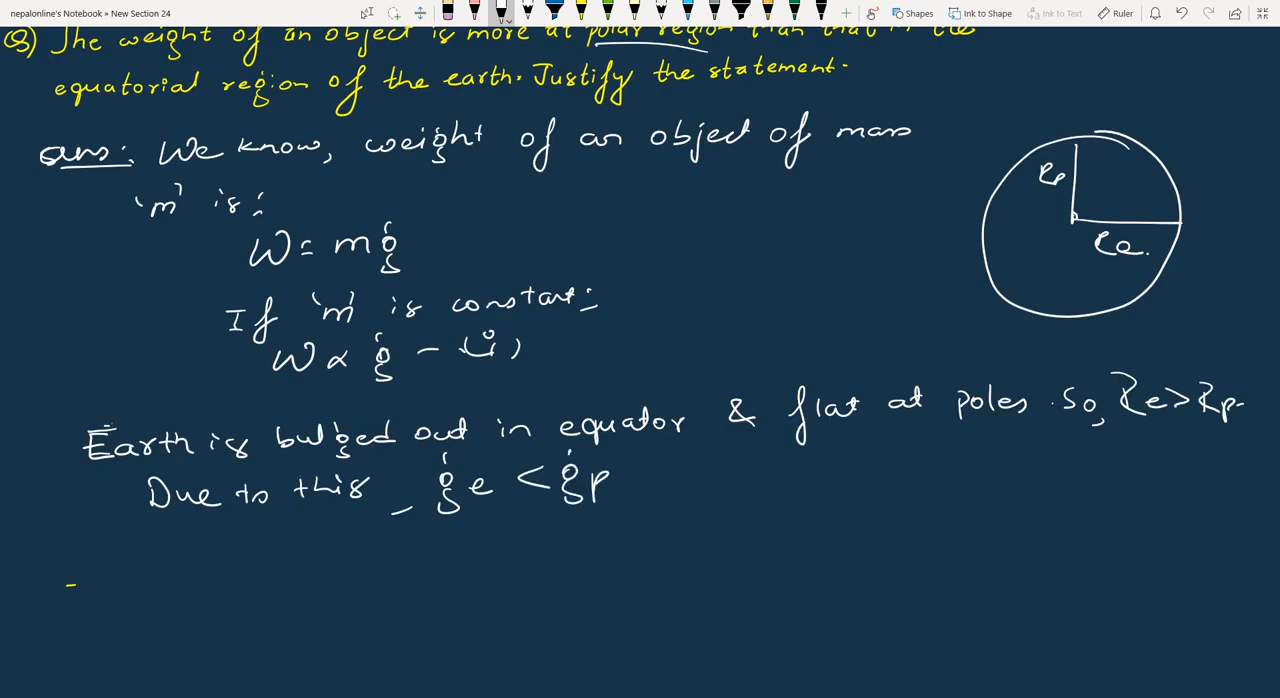 nepalonline's Notebook » New Section 24
Shapes Ink to Shape Ink to Text Ruler
Q) The weight of an object is more at polar region than that in the
equatorial region of the earth. Justify the statement.
ans: We know, weight of an object of mass
'm' is:
W = mg
If 'm' is constant:
W ∝ g - (i)
Earth is bulged out in equator & flat at poles. So, Re > Rp.
Due to this, ge < gp
Rp
Re.